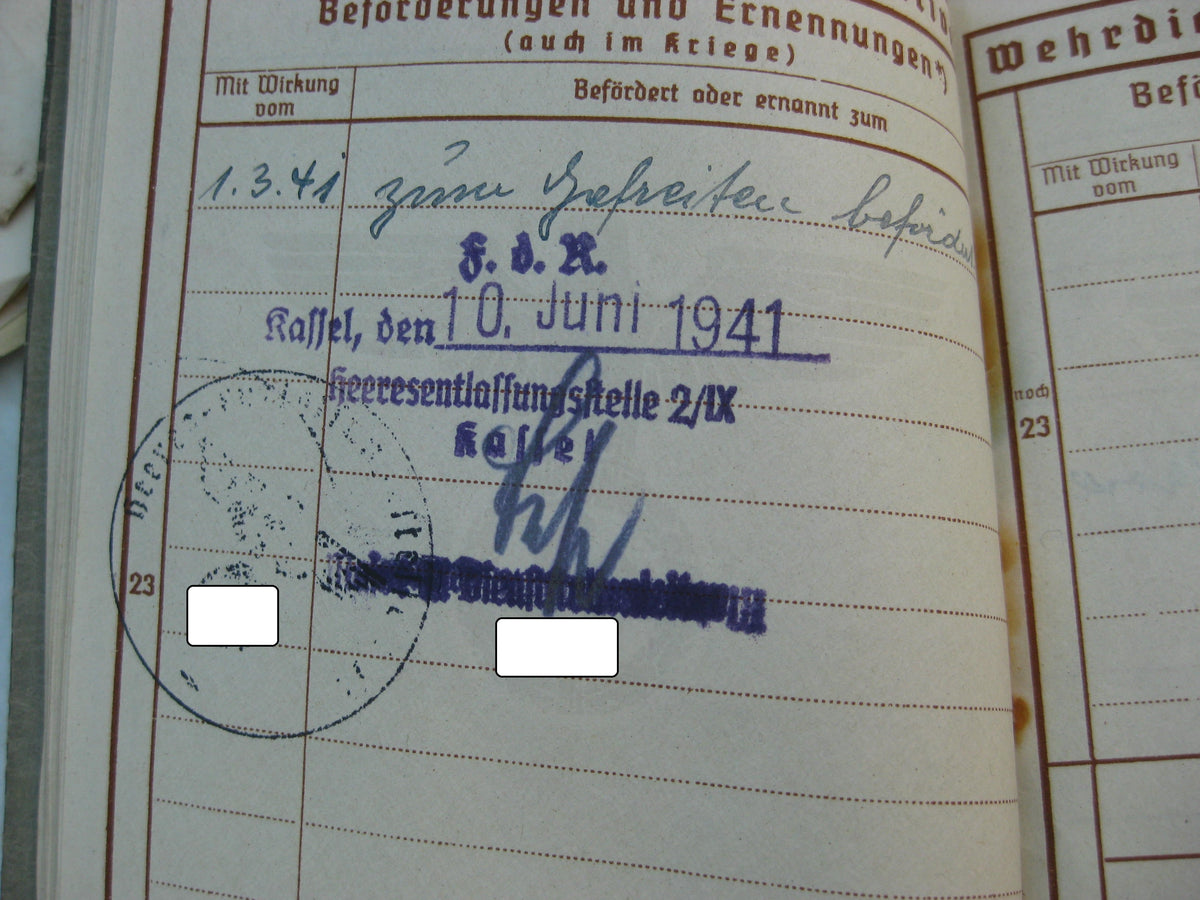 Beförderungen und Ernennungen*)
(auch im Kriege)
Mit Wirkung
vom
Befördert oder ernannt zum
1.3.41 zum Gefreiten befördert
F. d. R.
Kassel, den 10. Juni 1941
Heeresentlassungsstelle 2/IX
Kassel
23
Wehrdi
Befö
Mit Wirkung
vom
noch
23